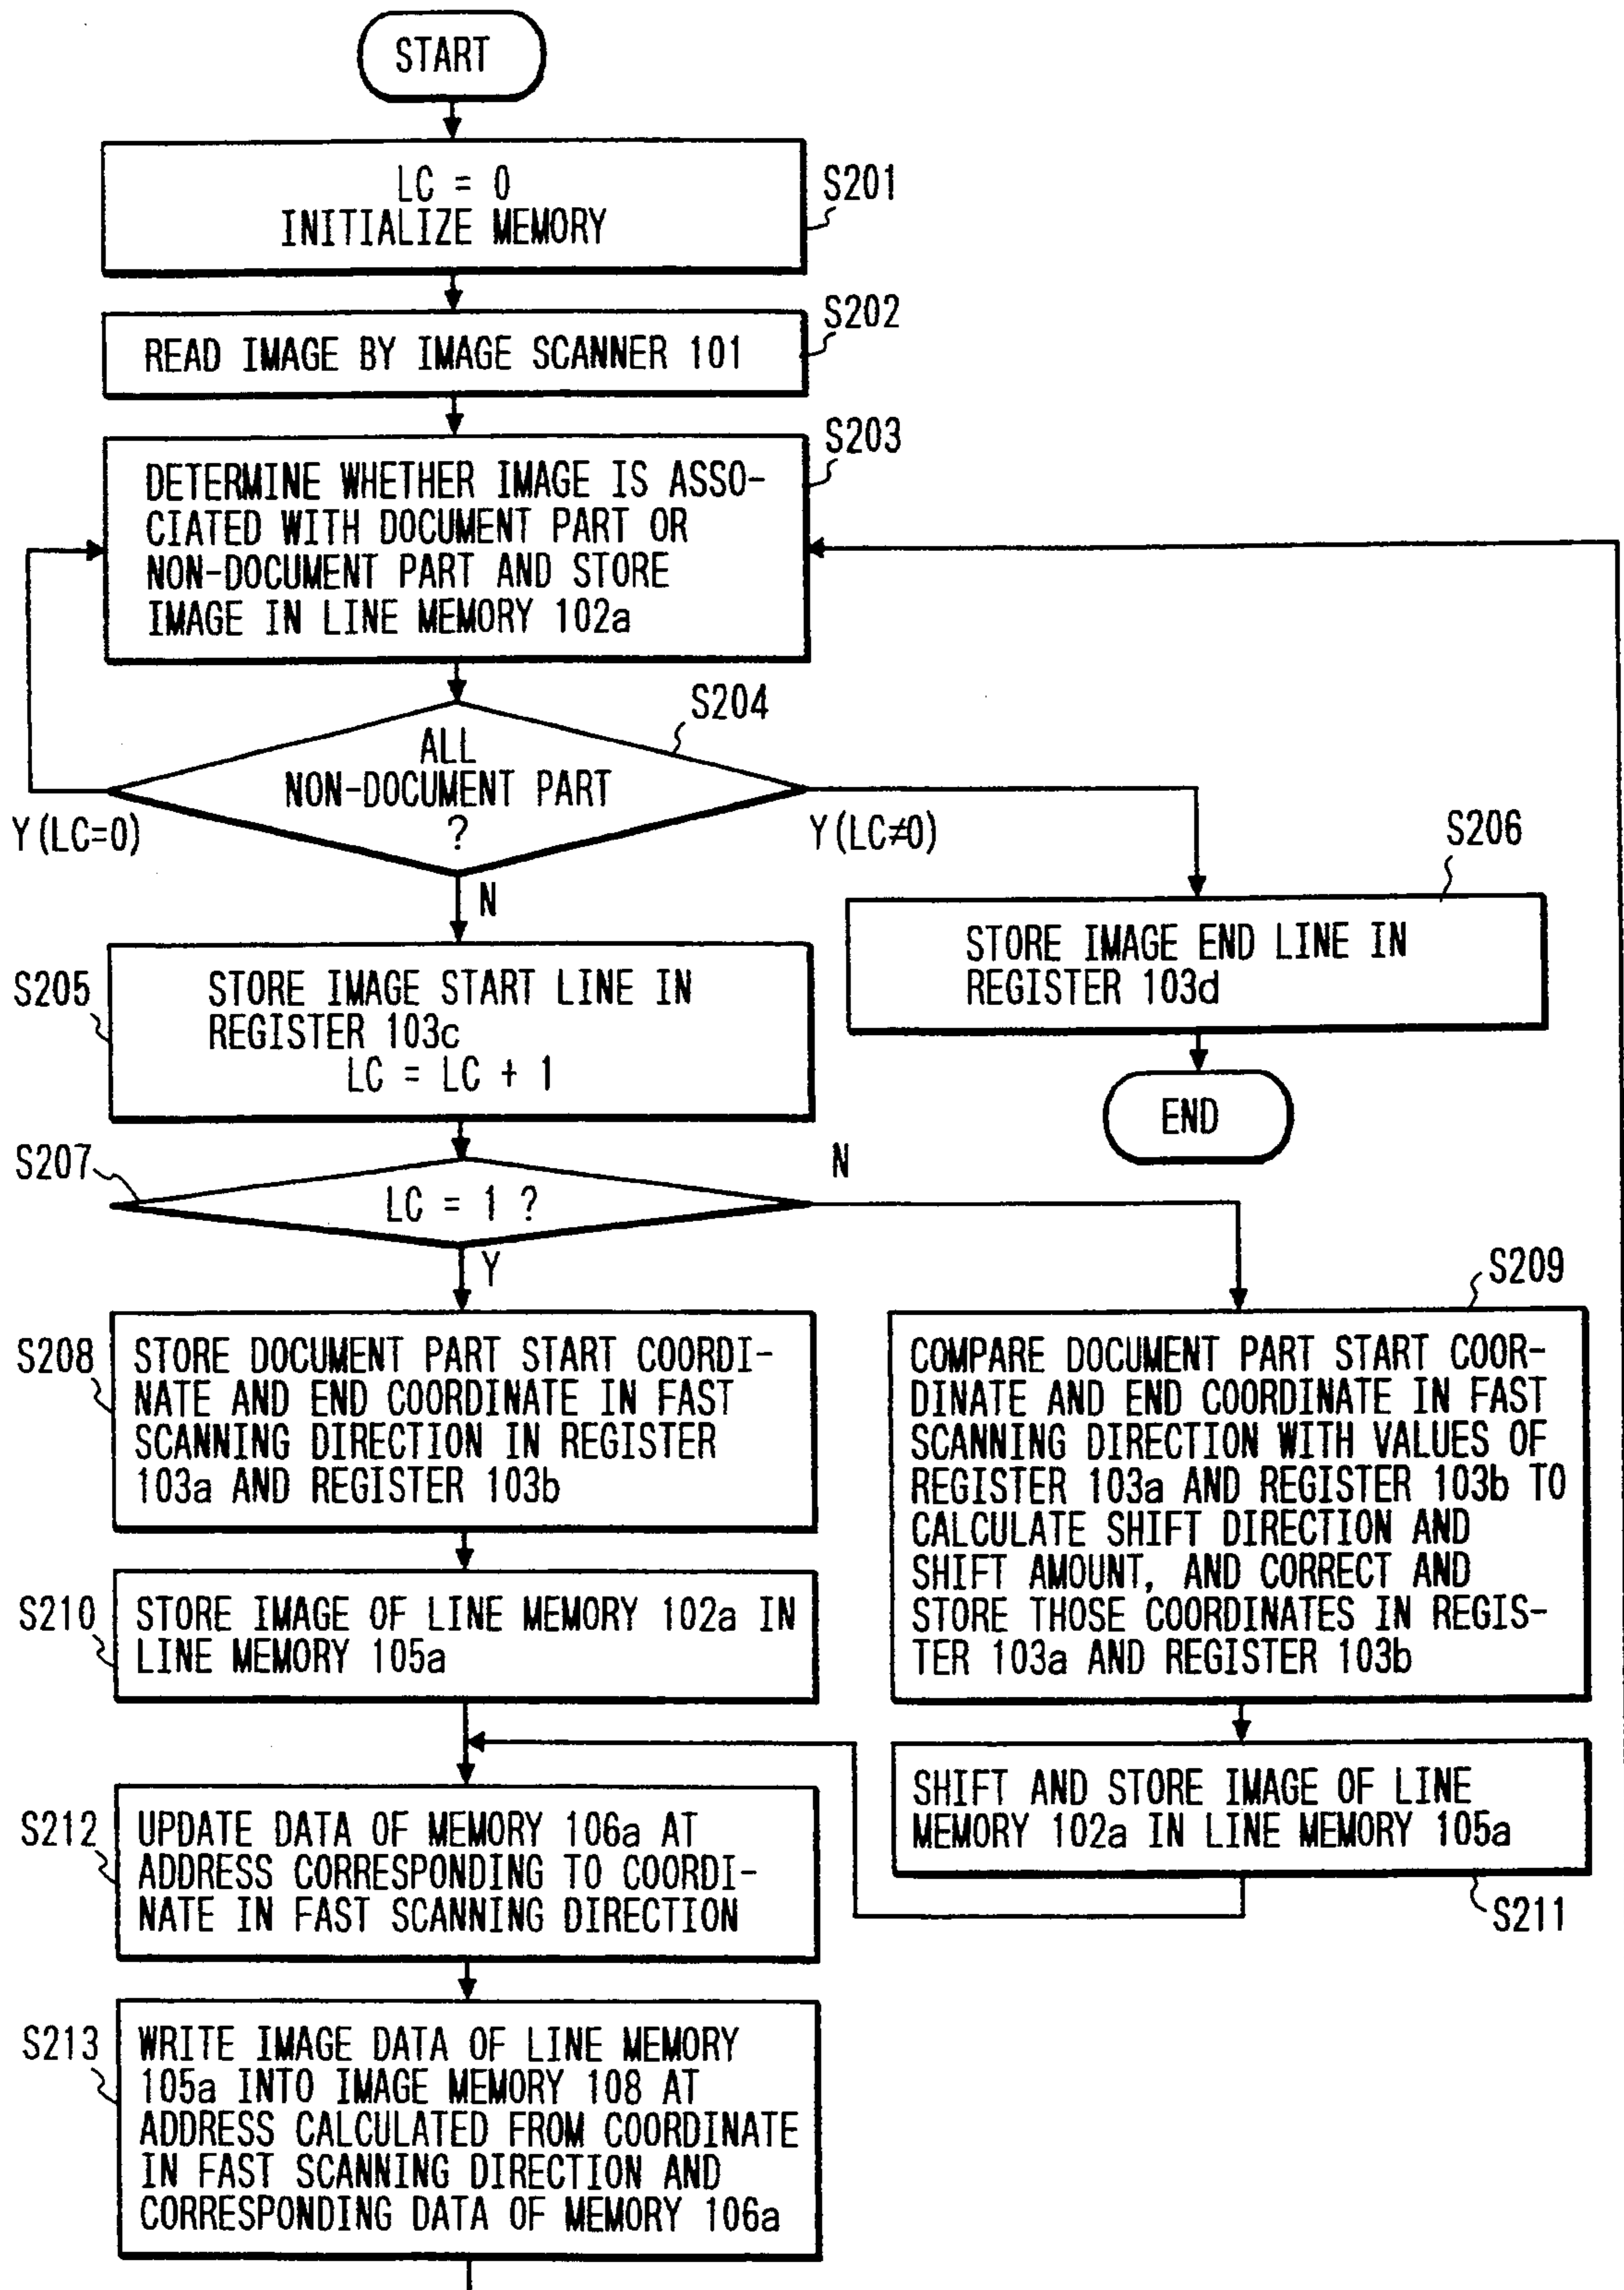 START
LC = 0
INITIALIZE MEMORY
S201
READ IMAGE BY IMAGE SCANNER 101
S202
DETERMINE WHETHER IMAGE IS ASSO-
CIATED WITH DOCUMENT PART OR
NON-DOCUMENT PART AND STORE
IMAGE IN LINE MEMORY 102a
S203
ALL
NON-DOCUMENT PART
?
S204
Y(LC=0)
Y(LC≠0)
N
S206
STORE IMAGE END LINE IN
REGISTER 103d
END
S205
STORE IMAGE START LINE IN
REGISTER 103c
LC = LC + 1
S207
LC = 1 ?
N
Y
S208
STORE DOCUMENT PART START COORDI-
NATE AND END COORDINATE IN FAST
SCANNING DIRECTION IN REGISTER
103a AND REGISTER 103b
S209
COMPARE DOCUMENT PART START COOR-
DINATE AND END COORDINATE IN FAST
SCANNING DIRECTION WITH VALUES OF
REGISTER 103a AND REGISTER 103b TO
CALCULATE SHIFT DIRECTION AND
SHIFT AMOUNT, AND CORRECT AND
STORE THOSE COORDINATES IN REGIS-
TER 103a AND REGISTER 103b
S210
STORE IMAGE OF LINE MEMORY 102a IN
LINE MEMORY 105a
SHIFT AND STORE IMAGE OF LINE
MEMORY 102a IN LINE MEMORY 105a
S211
S212
UPDATE DATA OF MEMORY 106a AT
ADDRESS CORRESPONDING TO COORDI-
NATE IN FAST SCANNING DIRECTION
S213
WRITE IMAGE DATA OF LINE MEMORY
105a INTO IMAGE MEMORY 108 AT
ADDRESS CALCULATED FROM COORDINATE
IN FAST SCANNING DIRECTION AND
CORRESPONDING DATA OF MEMORY 106a